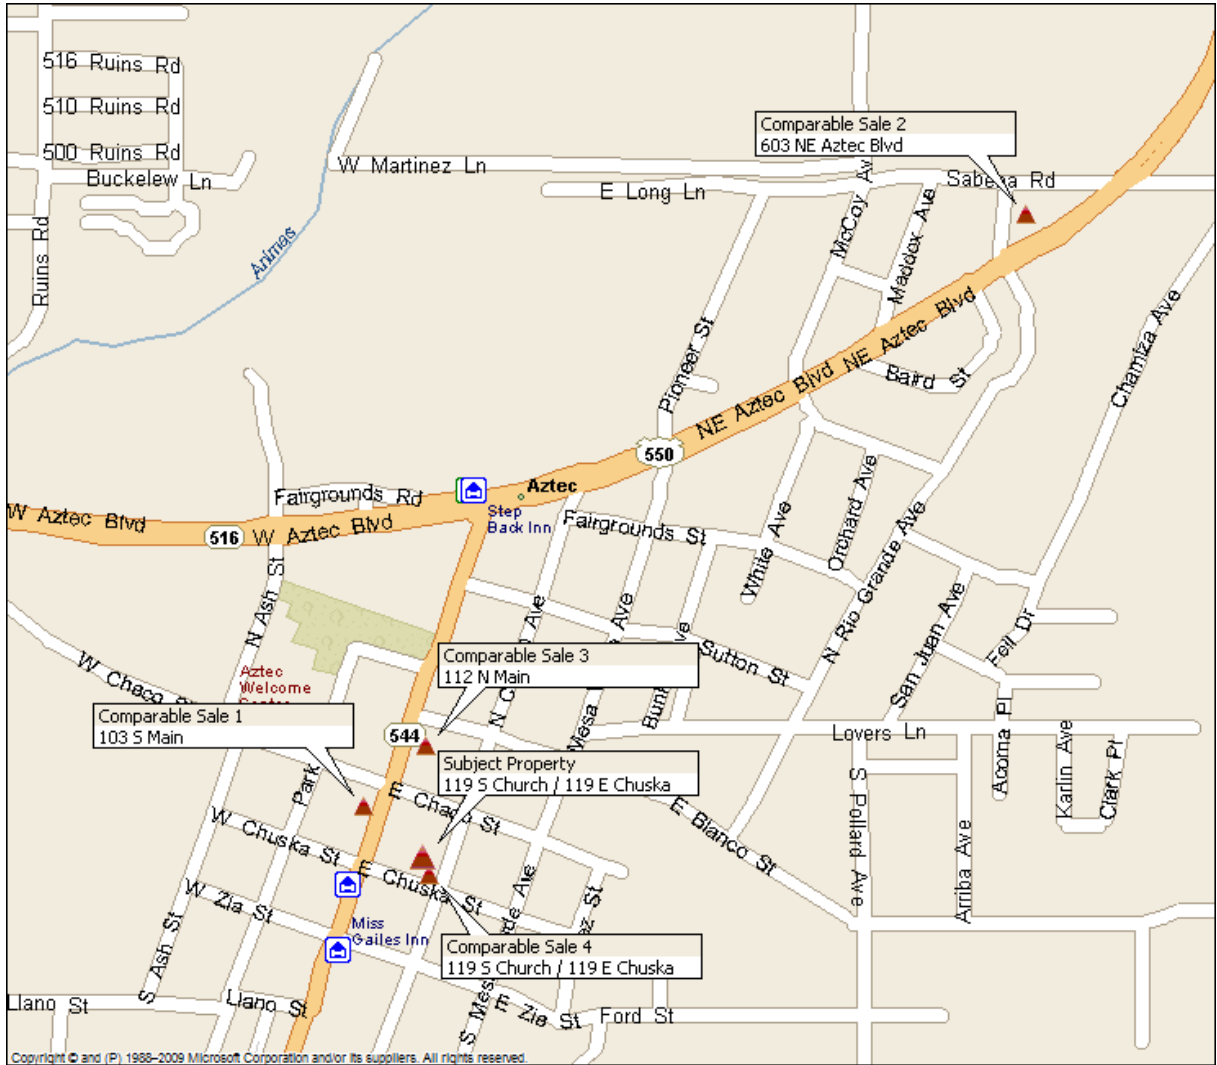 516 Ruins Rd
510 Ruins Rd
500 Ruins Rd
Buckelew Ln
Ruins Rd
Animas
W Martinez Ln
E Long Ln
Comparable Sale 2
603 NE Aztec Blvd
Sabena Rd
McCoy Av
Maddox Ave
Pioneer St
NE Aztec Blvd
NE Aztec Blvd
Baird St
Chamiza Ave
550
Aztec
Step
Back Inn
Fairgrounds Rd
W Aztec Blvd
516
W Aztec Blvd
Fairgrounds St
White Ave
Orchard Ave
N Rio Grande Ave
San Juan Ave
Fell Dr
N Ash St
Sutton St
W Chaco
Aztec
Welcome
Comparable Sale 3
112 N Main
Comparable Sale 1
103 S Main
544
Mesa
Lovers Ln
Acoma Pl
Karlin Ave
Clark Pl
Subject Property
119 S Church / 119 E Chuska
Park
E Chaco St
E Blanco St
S Pollard Ave
Arriba Ave
W Chuska St
E Chuska St
W Zia St
Miss
Gailes Inn
Comparable Sale 4
119 S Church / 119 E Chuska
S Ash St
Llano St
Llano St
E Zia St
Ford St
Copyright © and (P) 1988–2009 Microsoft Corporation and/or its suppliers. All rights reserved.